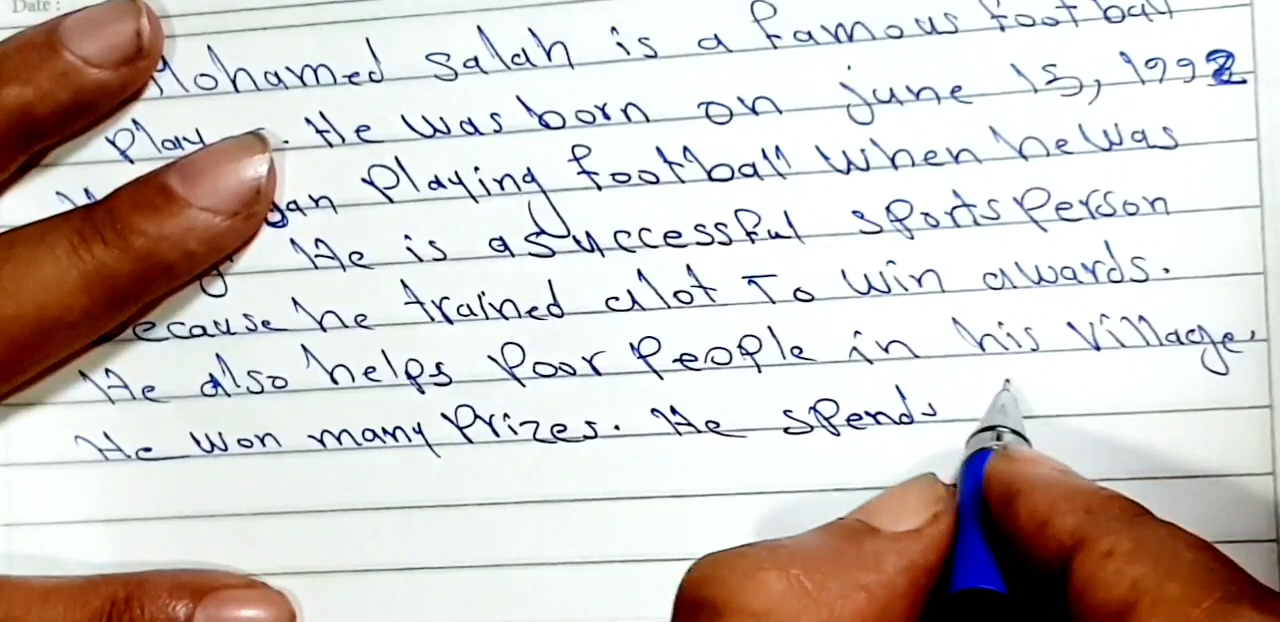 Date:
Mohamed salah is a famous football
Play . He was born on june 15, 1992
gan Playing football when he was
g. He is a successful sports person
ecause he trained alot To win awards.
He also helps Poor People in his village.
He won many Prizes. He spends